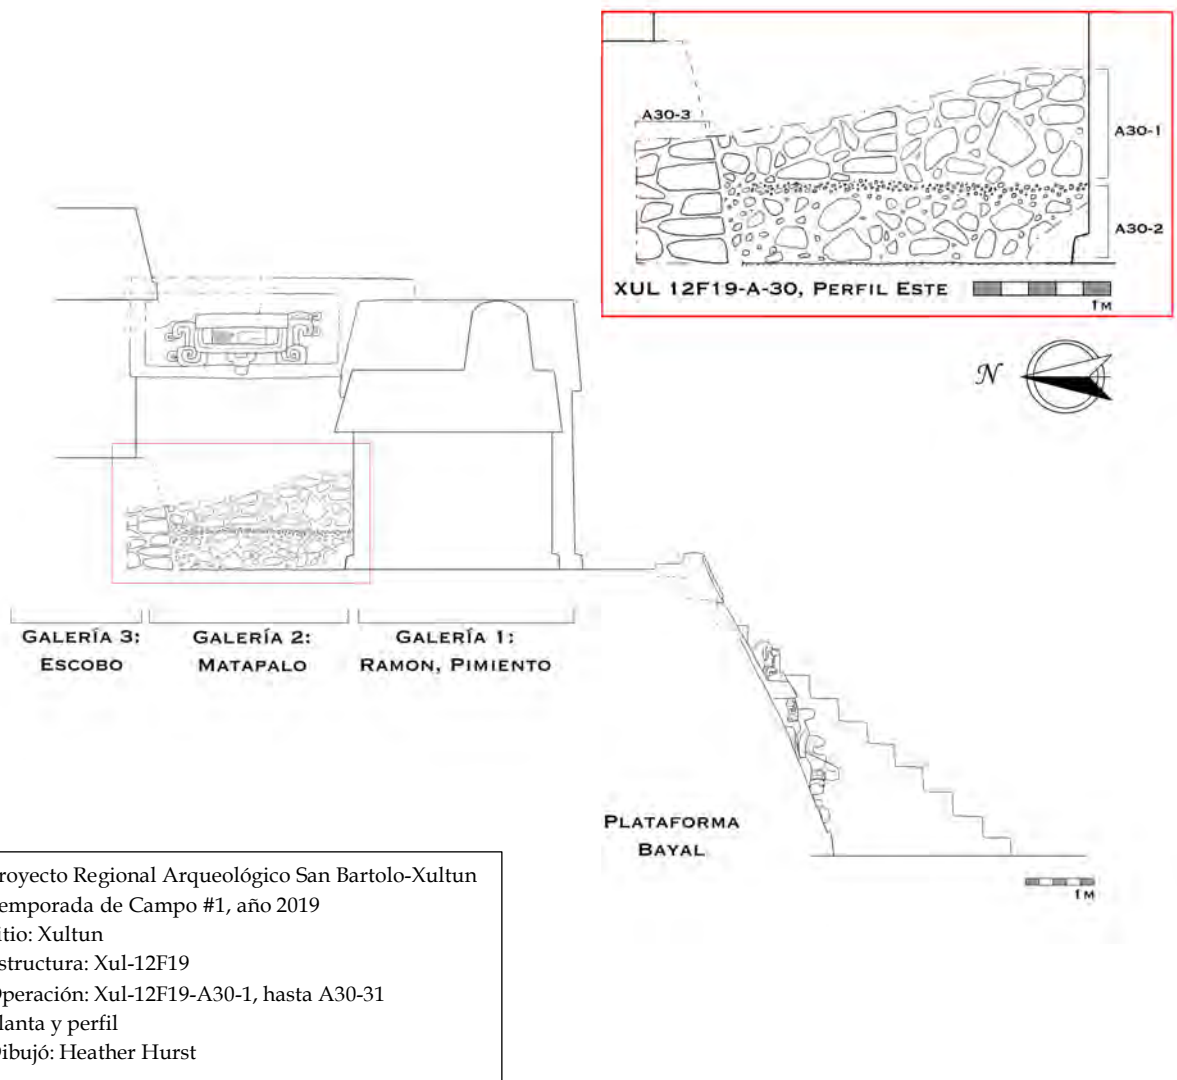 A30-3
A30-1
A30-2
XUL 12F19-A-30, PERFIL ESTE
1M
N
GALERÍA 3:
ESCOBO
GALERÍA 2:
MATAPALO
GALERÍA 1:
RAMON, PIMIENTO
PLATAFORMA
BAYAL
1M
royecto Regional Arqueológico San Bartolo-Xultun
emporada de Campo #1, año 2019
itio: Xultun
structura: Xul-12F19
peración: Xul-12F19-A30-1, hasta A30-31
lanta y perfil
ibujó: Heather Hurst